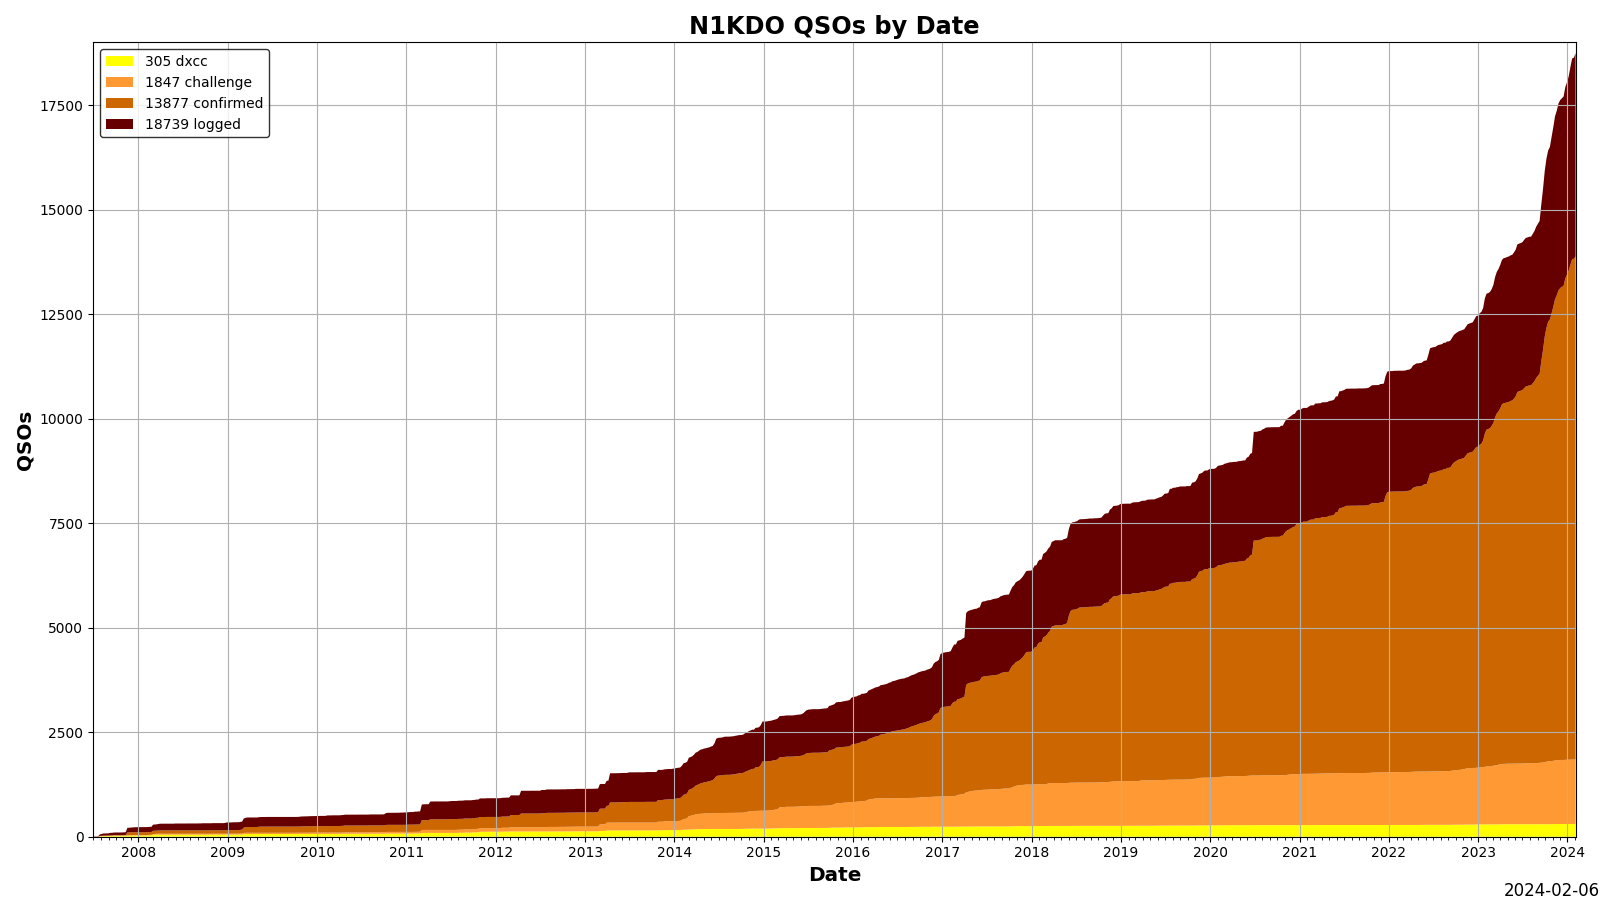 N1KDO QSOs by Date
305 dxcc
1847 challenge
13877 confirmed
18739 logged
17500
15000
12500
10000
7500
5000
2500
0
QSOs
2008 2009 2010 2011 2012 2013 2014 2015 2016 2017 2018 2019 2020 2021 2022 2023 2024
Date
2024-02-06